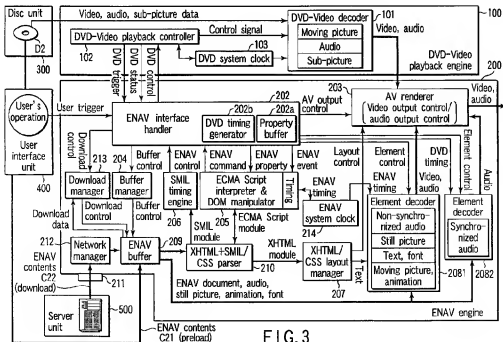 Disc unit
D2
300
Video, audio, sub-picture data
DVD-Video playback controller
102
Control signal
103
DVD system clock
DVD-Video decoder
101
Moving picture
Audio
Sub-picture
Video, audio
100
DVD-Video playback engine
200
User's operation
User interface unit
400
User trigger
DVD trigger
DVD status
DVD control
ENAV interface handler
202
202b
202a
DVD timing generator
Property buffer
AV output control
203
AV renderer
Video output control/
audio output control
Video, audio
Download control
213
204
Download manager
Buffer manager
Buffer control
SMIL timing
ENAV command
ENAV property
ENAV event
Layout control
Element control
Video, audio
DVD timing
Element control
Audio
SMIL timing engine
206
ECMA Script interpreter & DOM manipulator
205
Timing
ENAV timing
ENAV system clock
214
ENAV timing
Element decoder
Non-synchronized audio
Still picture
Text, font
Moving picture, animation
2081
Element decoder
Synchronized audio
2082
Download data
Download control
Buffer control
212
Network manager
209
ENAV buffer
SMIL module
ECMA Script module
XHTML+SMIL/
CSS parser
210
XHTML module
XHTML/
CSS layout manager
207
Text
ENAV document, audio, still picture, animation, font
ENAV contents C22 (download)
211
500
Server unit
ENAV contents C21 (preload)
ENAV engine
FIG. 3